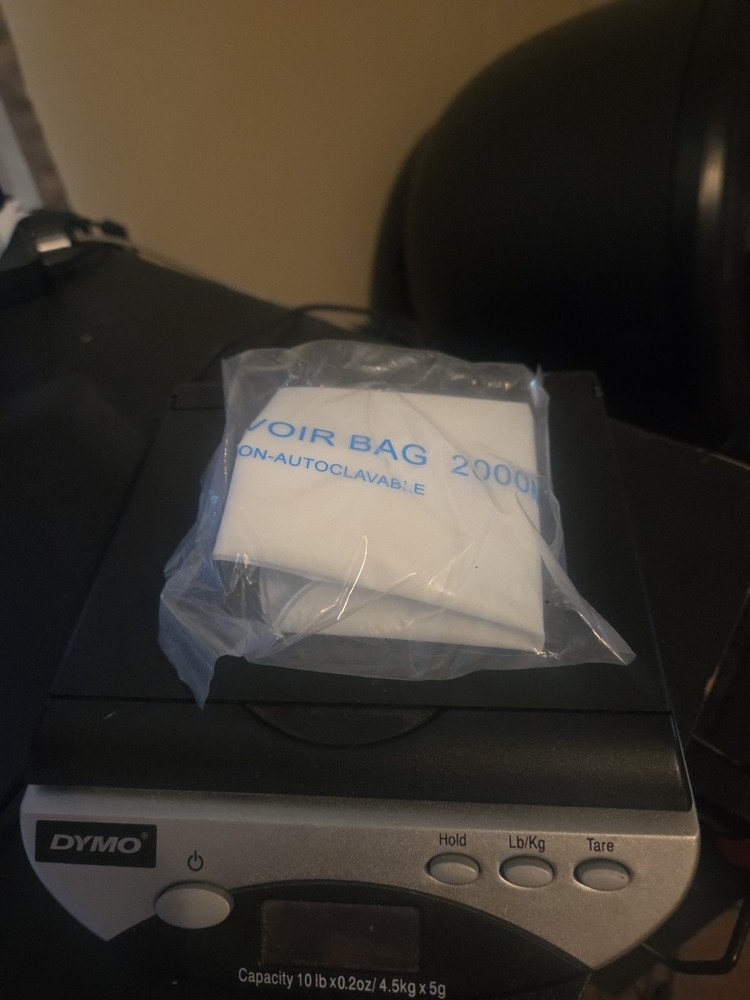 VOIR BAG 2000
ON-AUTOCLAVABLE
DYMO®
Hold Lb/Kg Tare
Capacity 10 lb x 0.2oz/ 4.5kg x 5g